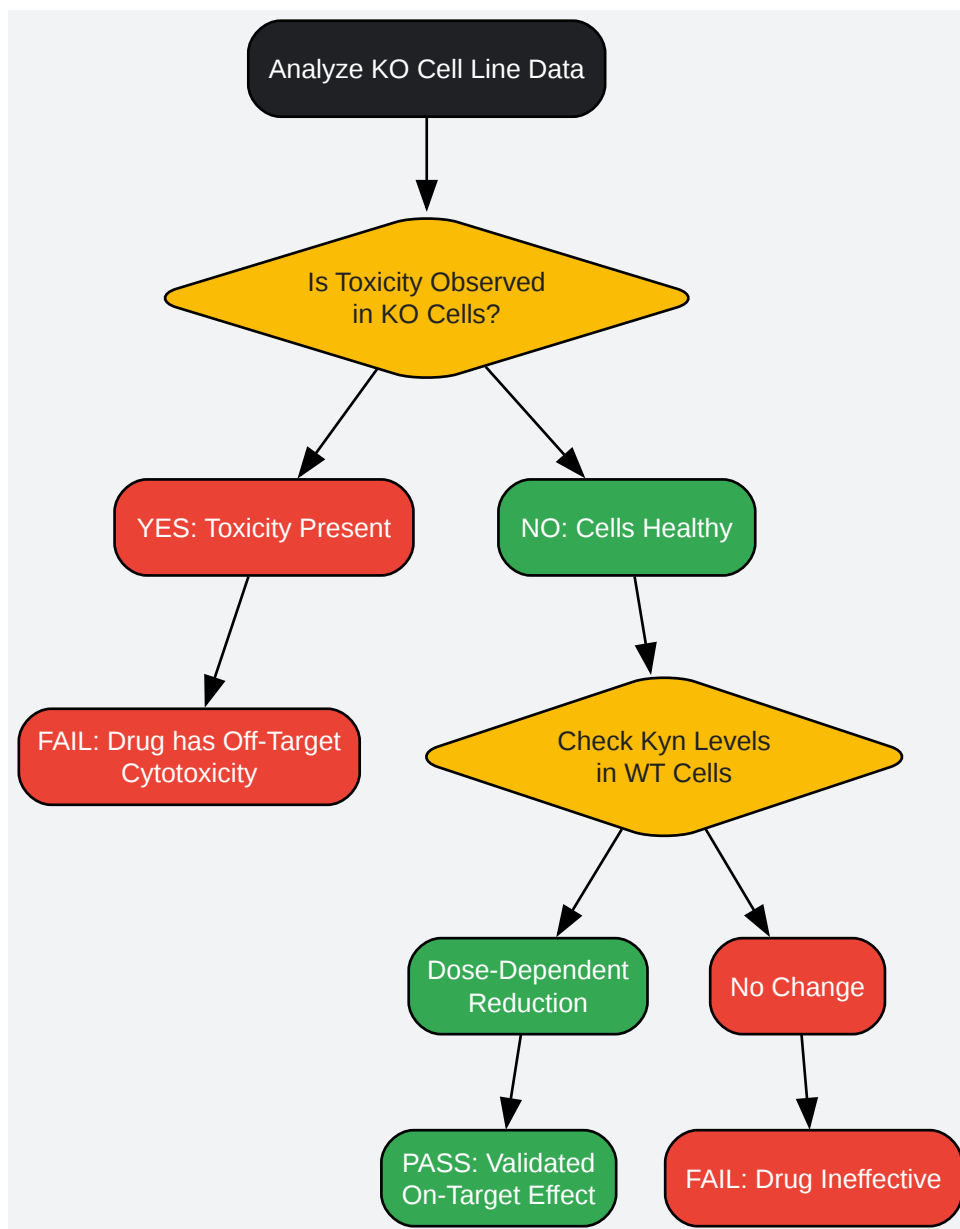 Analyze KO Cell Line Data
Is Toxicity Observed
in KO Cells?
YES: Toxicity Present
NO: Cells Healthy
FAIL: Drug has Off-Target
Cytotoxicity
Check Kyn Levels
in WT Cells
Dose-Dependent
Reduction
No Change
PASS: Validated
On-Target Effect
FAIL: Drug Ineffective